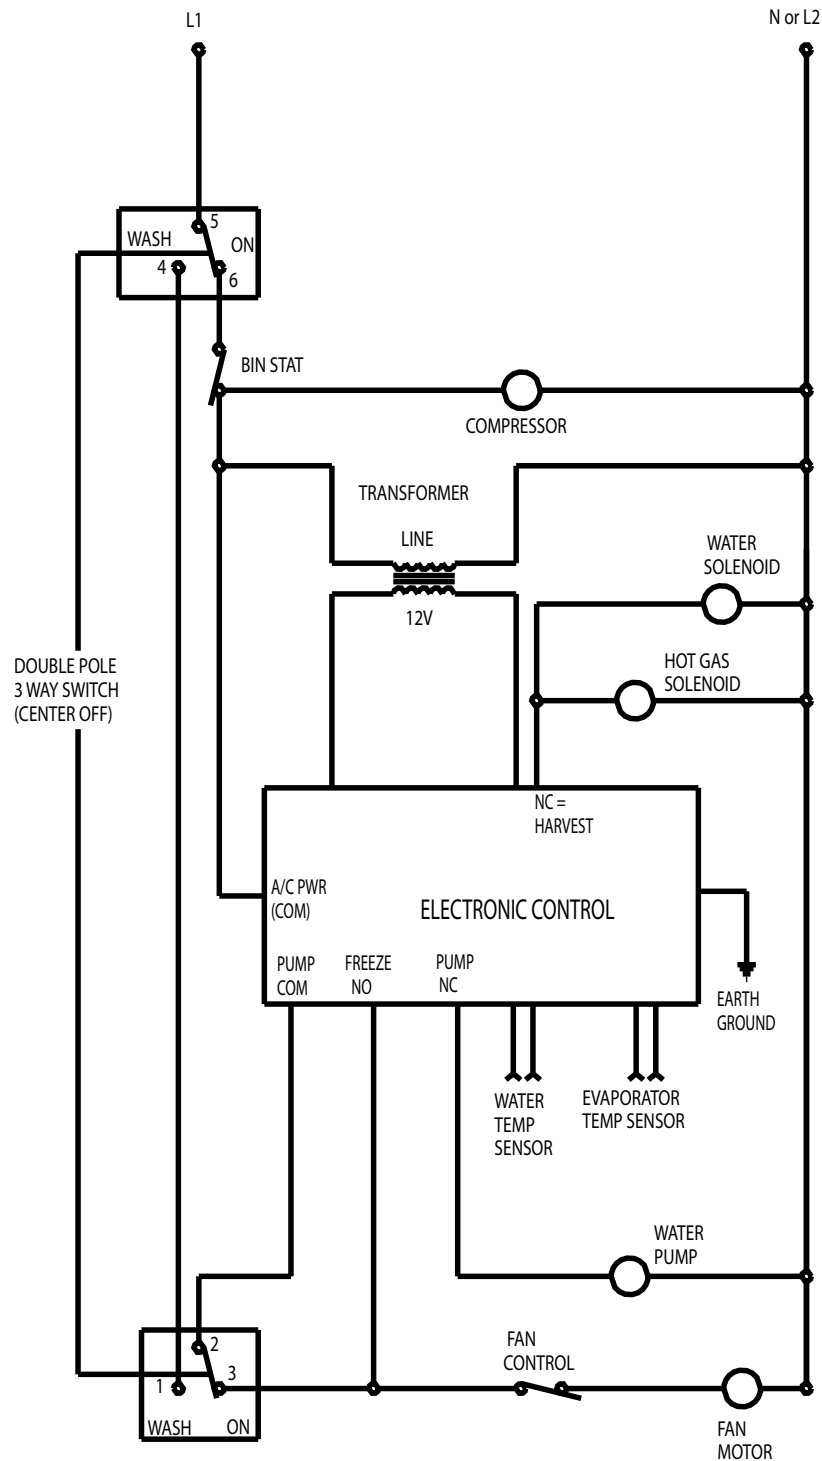 L1
N or L2
5
WASH
ON
4
6
BIN STAT
COMPRESSOR
TRANSFORMER
LINE
12V
WATER
SOLENOID
HOT GAS
SOLENOID
DOUBLE POLE
3 WAY SWITCH
(CENTER OFF)
NC =
HARVEST
A/C PWR
(COM)
ELECTRONIC CONTROL
PUMP
COM
FREEZE
NO
PUMP
NC
EARTH
GROUND
WATER
TEMP
SENSOR
EVAPORATOR
TEMP SENSOR
WATER
PUMP
2
3
1
WASH
ON
FAN
CONTROL
FAN
MOTOR